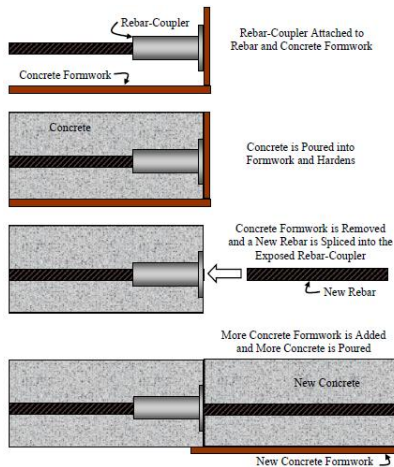 Rebar-Coupler
Rebar-Coupler Attached to
Rebar and Concrete Formwork
Concrete Formwork
Concrete
Concrete is Poured into
Formwork and Hardens
Concrete Formwork is Removed
and a New Rebar is Spliced into the
Exposed Rebar-Coupler
New Rebar
More Concrete Formwork is Added
and More Concrete is Poured
New Concrete
New Concrete Formwork